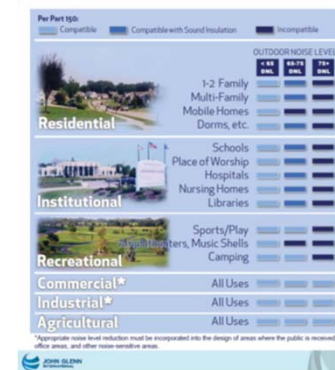 Per Part 150:
Compatible
Compatible with Sound Insulation
Incompatible
OUTDOOR NOISE LEVEL
< 65 DNL
65-75 DNL
75+ DNL
Residential
1-2 Family
Multi-Family
Mobile Homes
Dorms, etc.
Institutional
Schools
Place of Worship
Hospitals
Nursing Homes
Libraries
Recreational
Sports/Play
Music Shells
Camping
Commercial*
All Uses
Industrial*
All Uses
Agricultural
All Uses
*Appropriate noise level reduction must be incorporated into the design of areas where the public is received,
office areas, and other noise-sensitive areas.
JOHN GLENN
INTERNATIONAL